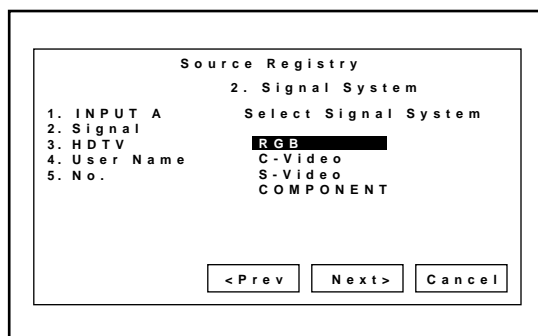 Source Registry
2. Signal System
1. INPUT A
2. Signal
3. HDTV
4. User Name
5. No.
Select Signal System
RGB
C-Video
S-Video
COMPONENT
<Prev
Next>
Cancel